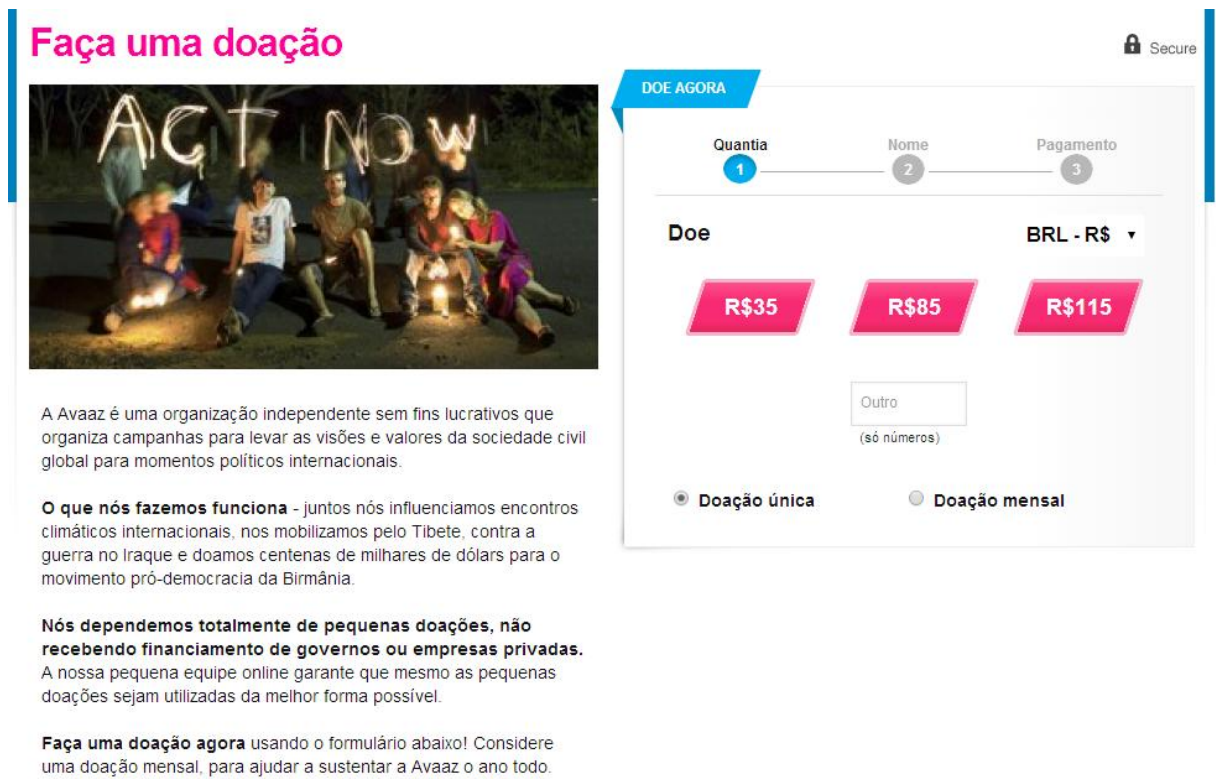 Faça uma doação
Secure
ACT NOW
A Avaaz é uma organização independente sem fins lucrativos que
organiza campanhas para levar as visões e valores da sociedade civil
global para momentos políticos internacionais.
O que nós fazemos funciona - juntos nós influenciamos encontros
climáticos internacionais, nos mobilizamos pelo Tibete, contra a
guerra no Iraque e doamos centenas de milhares de dólars para o
movimento pró-democracia da Birmânia.
Nós dependemos totalmente de pequenas doações, não
recebendo financiamento de governos ou empresas privadas.
A nossa pequena equipe online garante que mesmo as pequenas
doações sejam utilizadas da melhor forma possível.
Faça uma doação agora usando o formulário abaixo! Considere
uma doação mensal, para ajudar a sustentar a Avaaz o ano todo.
DOE AGORA
Quantia Nome Pagamento
1 2 3
Doe BRL - R$
R$35 R$85 R$115
Outro
(só números)
Doação única Doação mensal